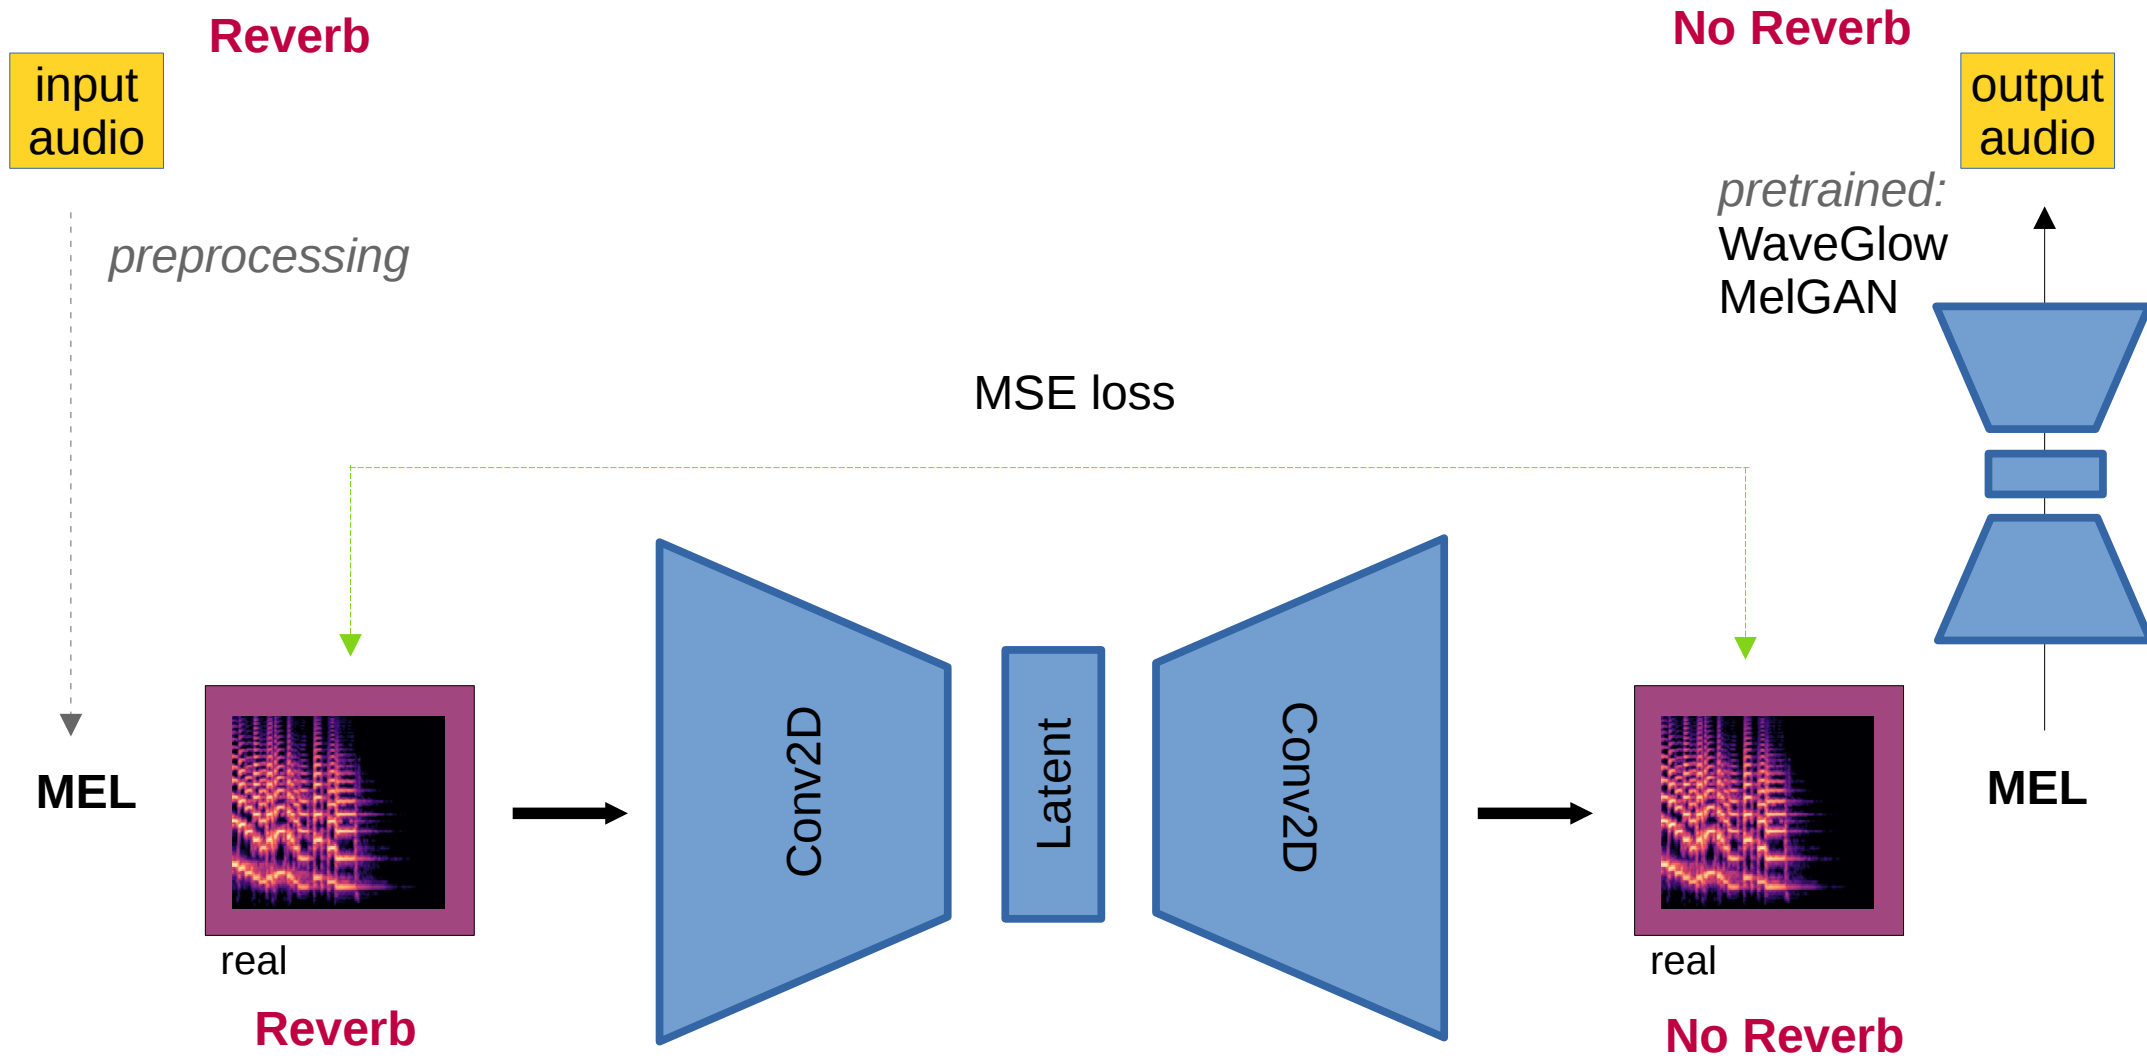 Reverb
No Reverb
input
audio
output
audio
preprocessing
pretrained:
WaveGlow
MelGAN
MSE loss
Conv2D
Latent
Conv2D
MEL
MEL
real
real
Reverb
No Reverb